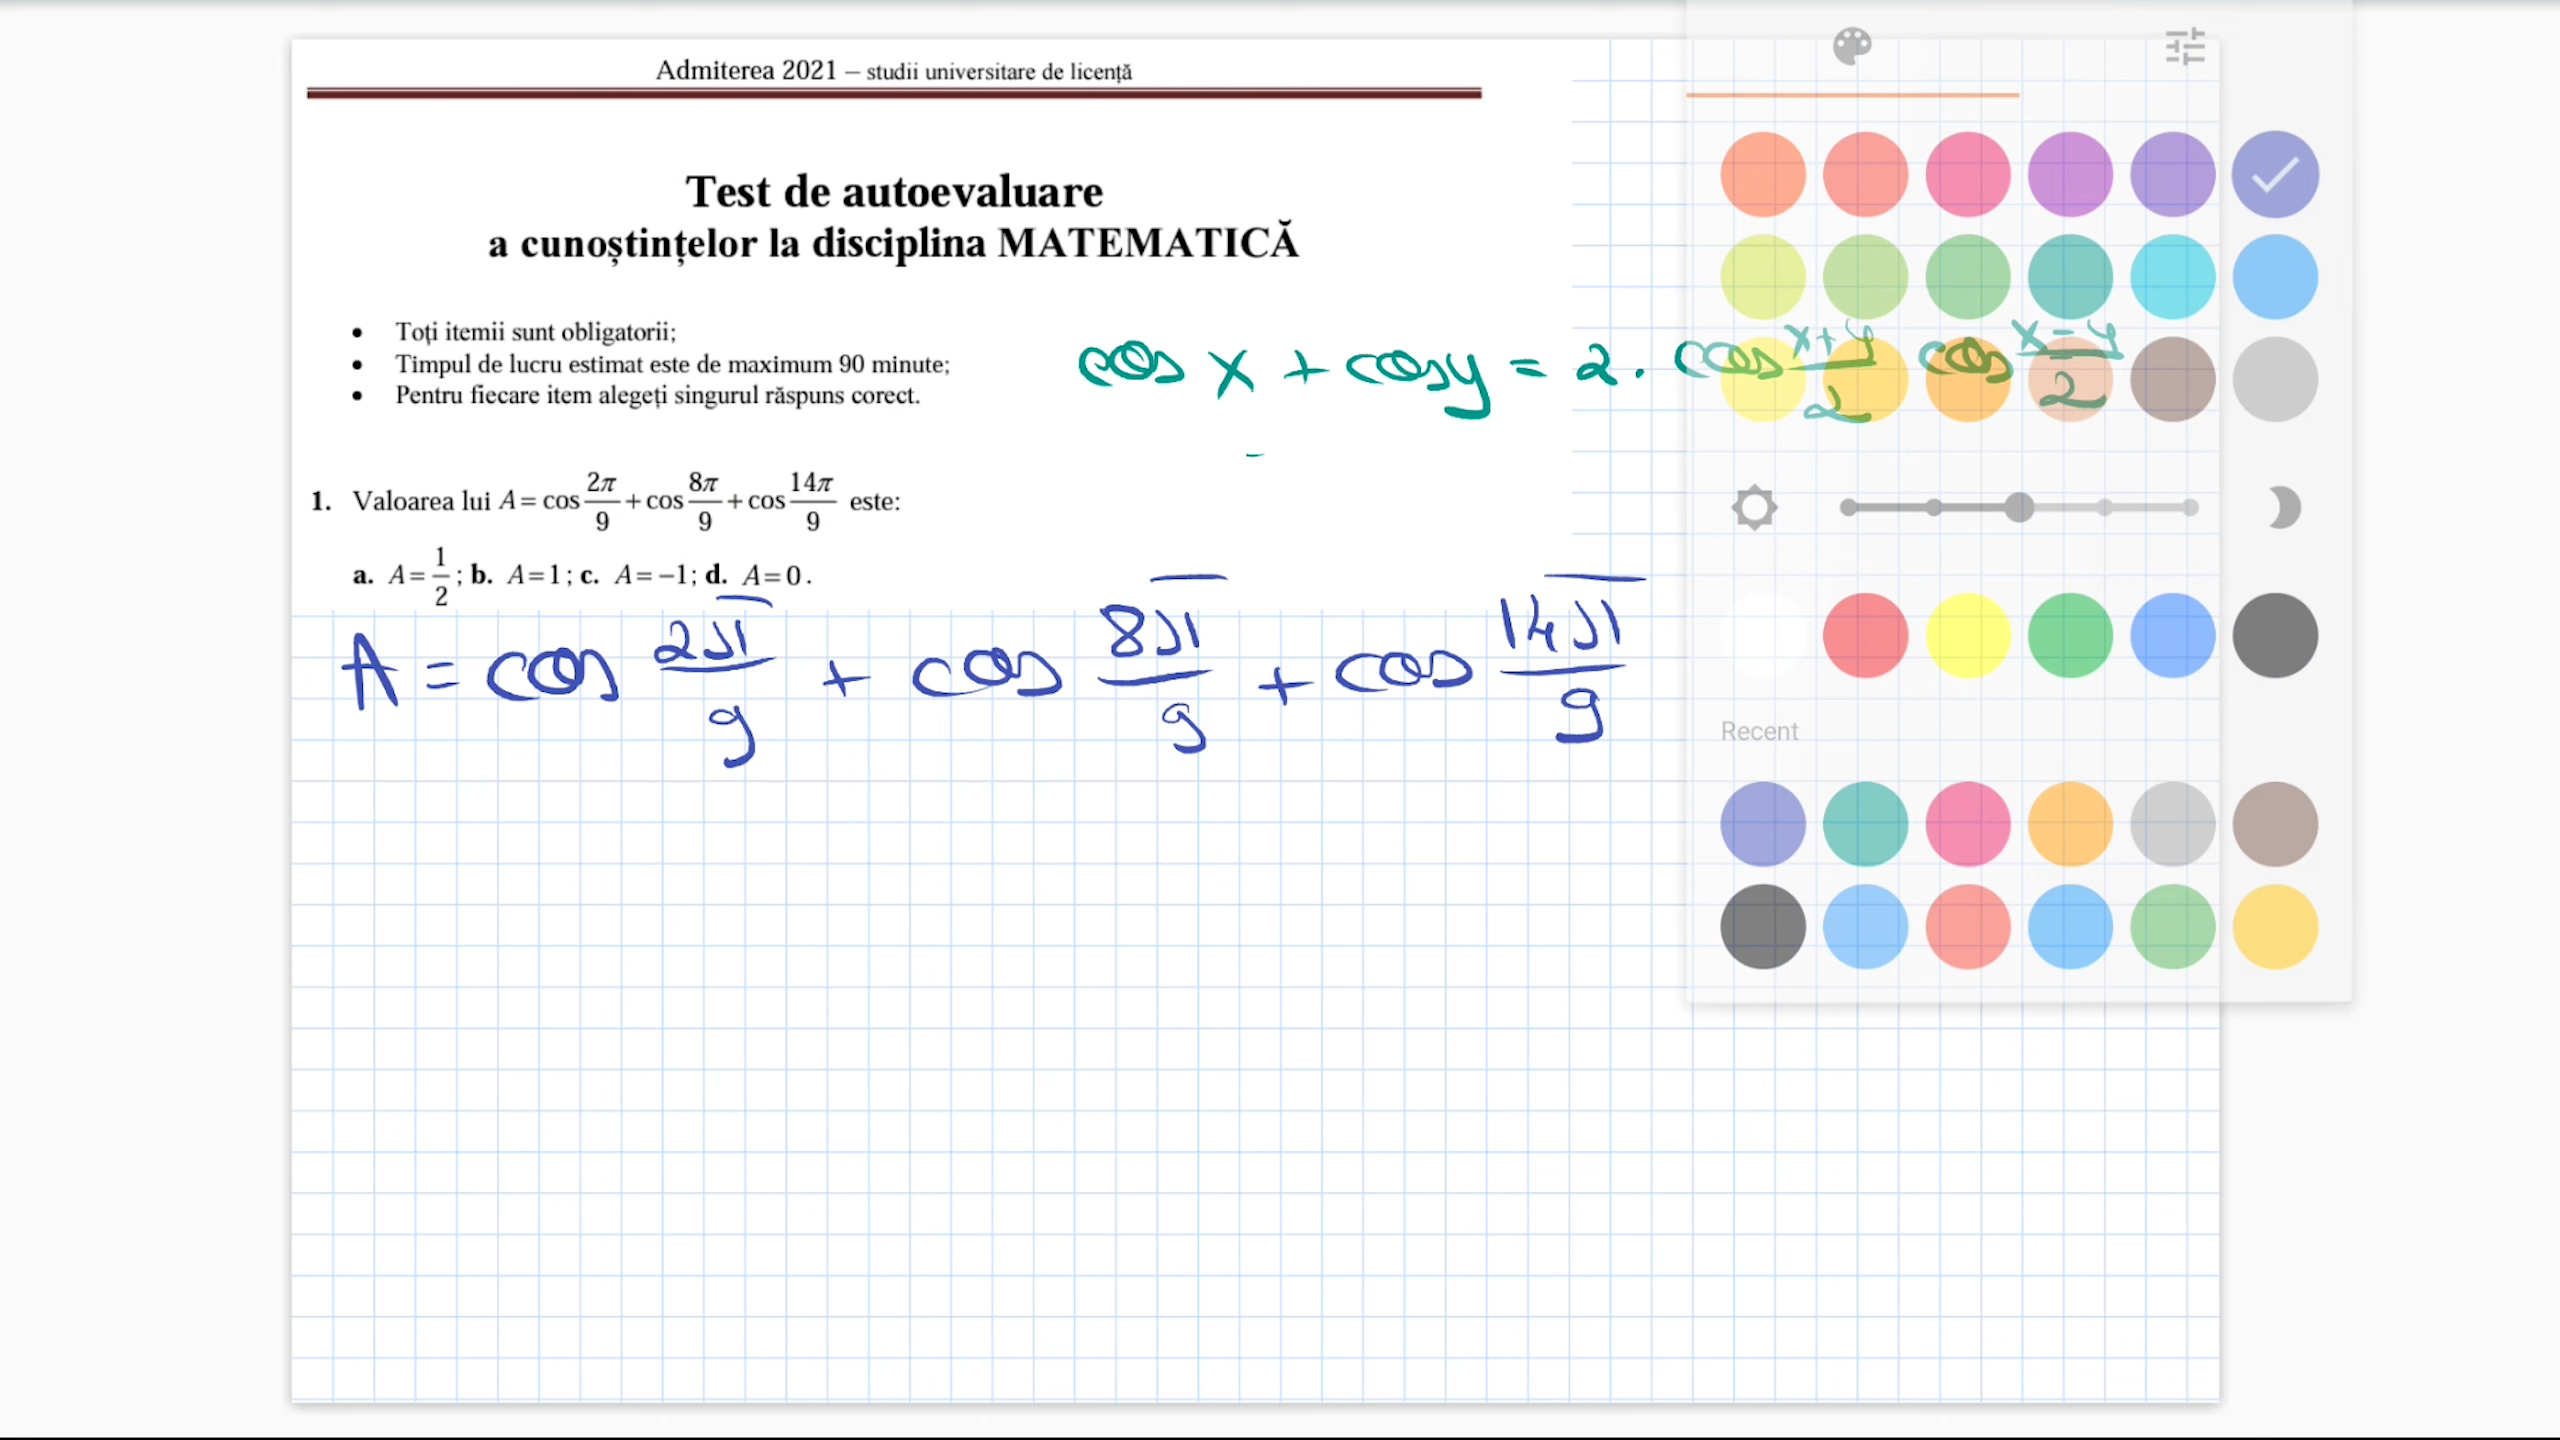 Admiterea 2021 – studii universitare de licență
Test de autoevaluare
a cunoștințelor la disciplina MATEMATICĂ
• Toți itemii sunt obligatorii;
• Timpul de lucru estimat este de maximum 90 minute;
• Pentru fiecare item alegeți singurul răspuns corect.
cos x + cos y = 2 · cos (x+y)/2 cos (x-y)/2
1. Valoarea lui A = cos 2π/9 + cos 8π/9 + cos 14π/9 este:
a. A = 1/2; b. A = 1; c. A = −1; d. A = 0.
A = cos 2π/9 + cos 8π/9 + cos 14π/9
Recent